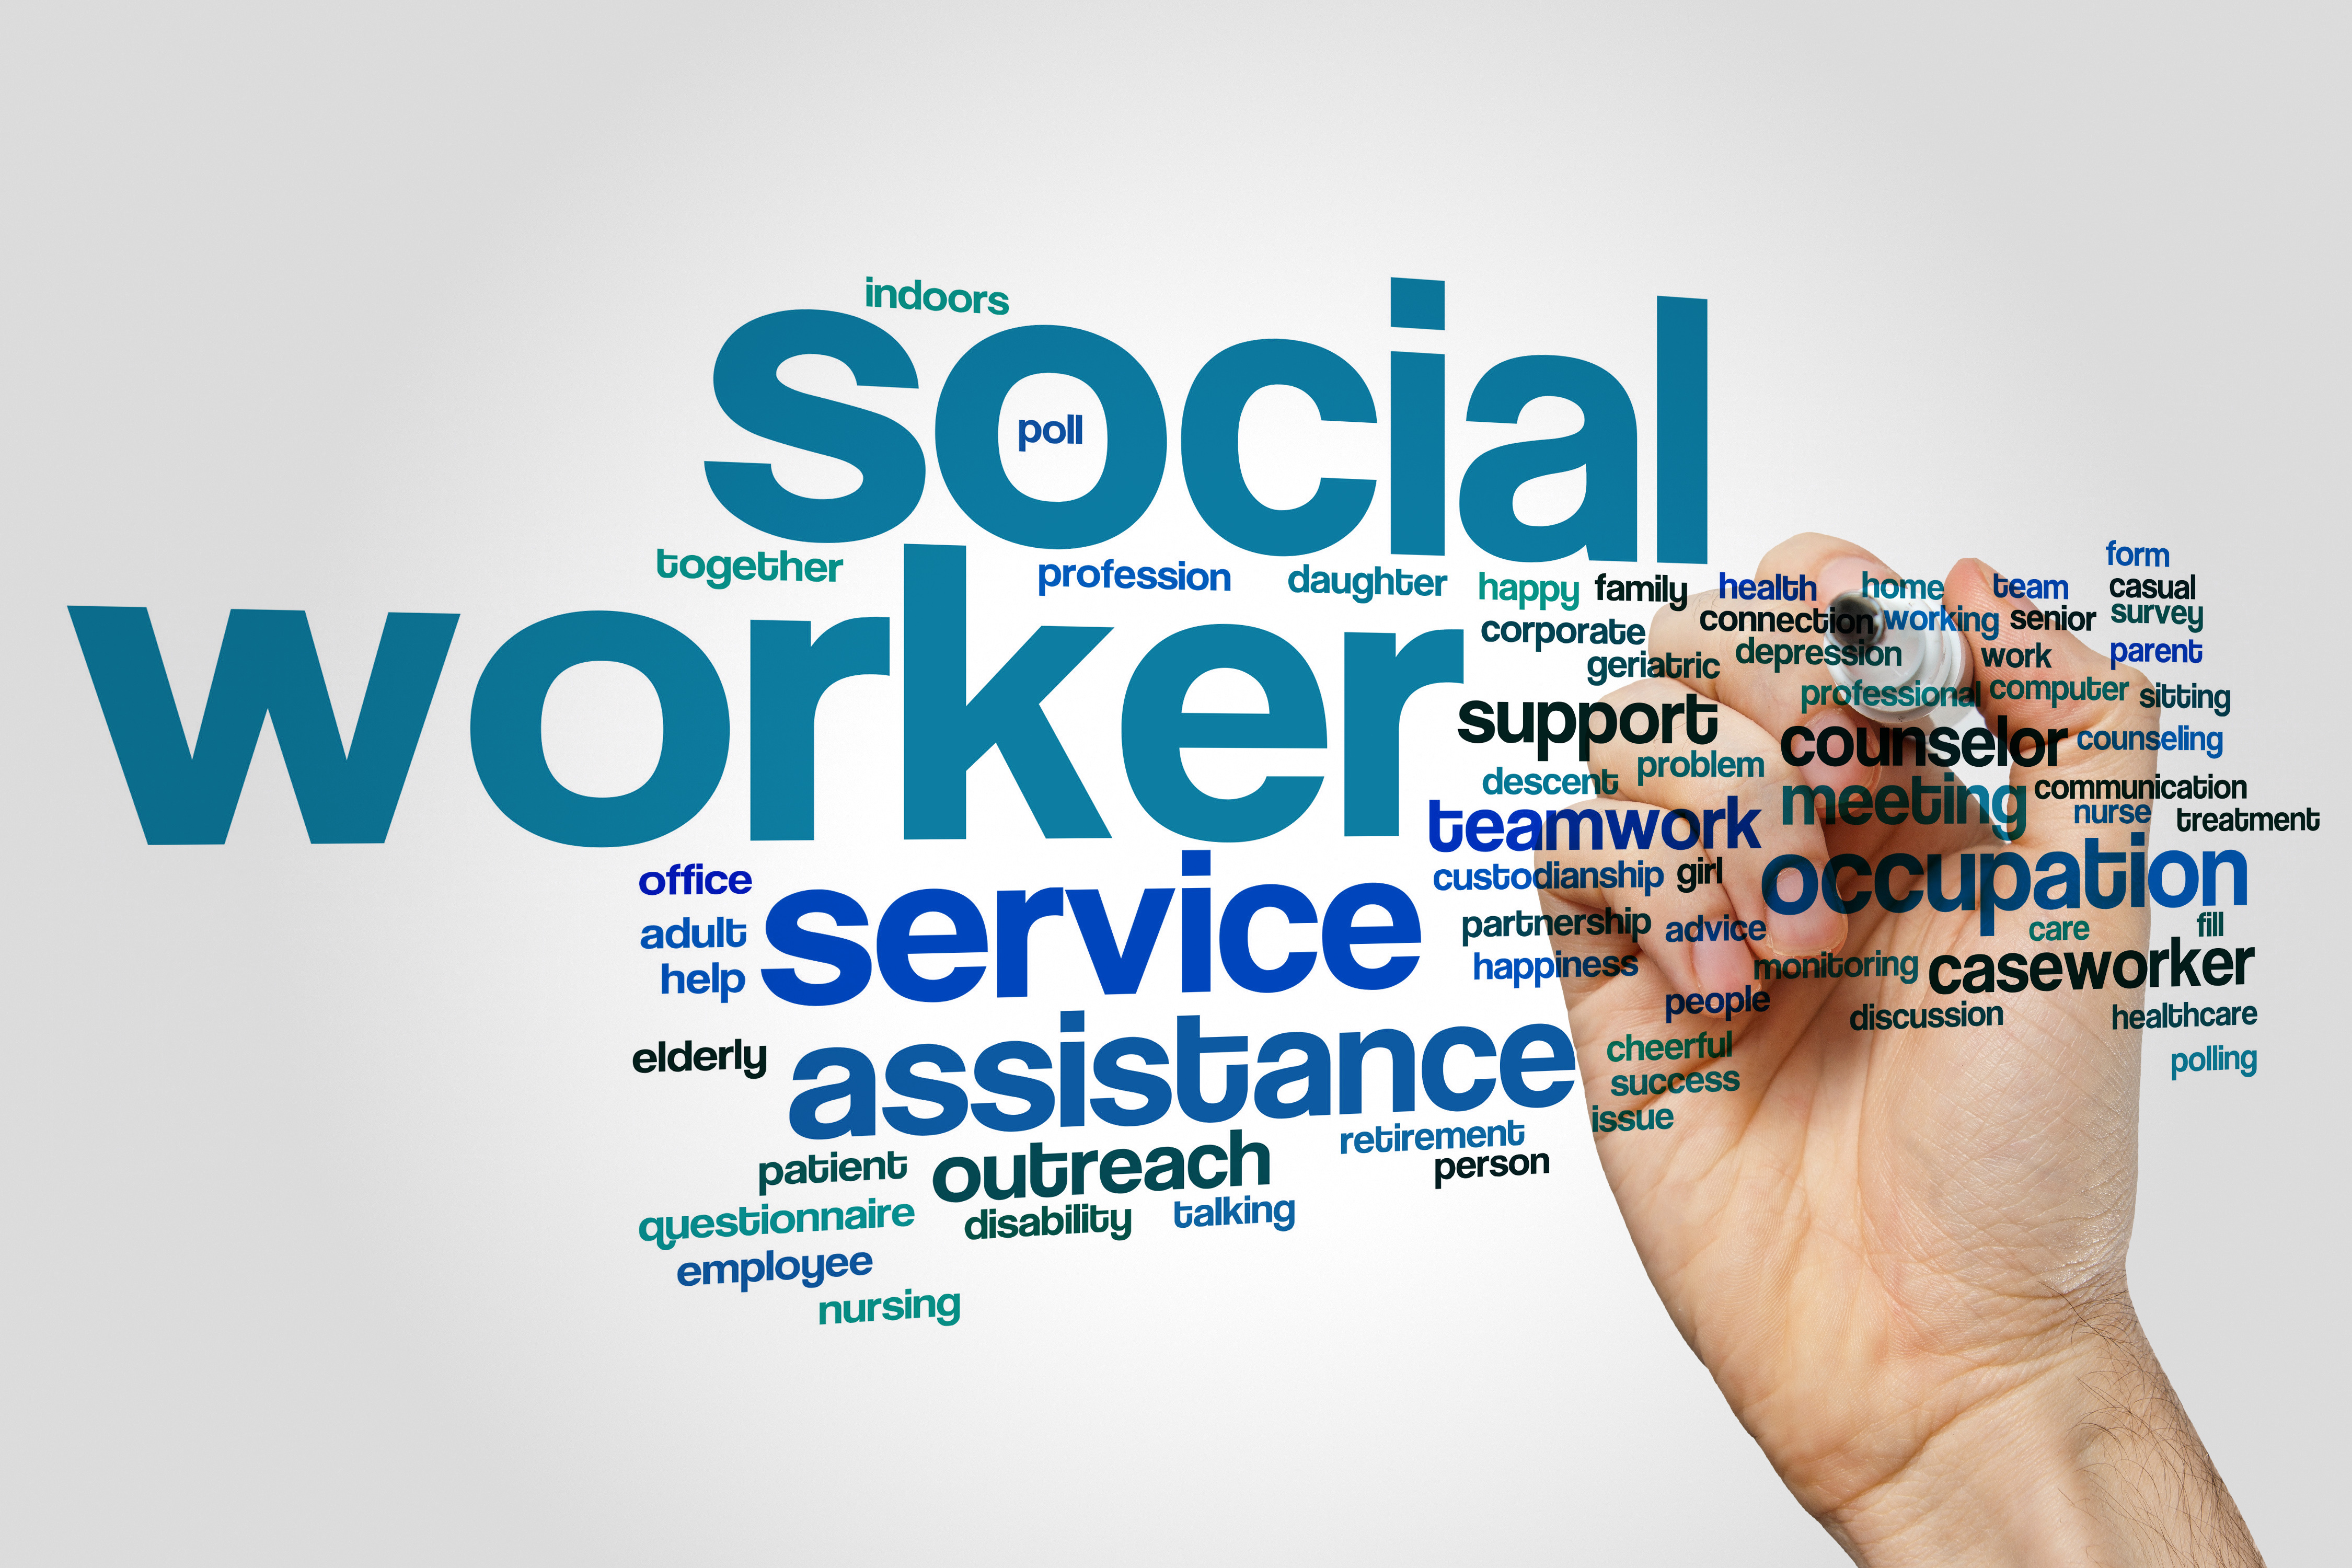 indoors
social
poll
together profession daughter happy family health home team form
casual
worker
corporate connection working senior survey
geriatric depression work parent
professional computer sitting
support counselor counseling
descent problem meeting communication
teamwork nurse treatment
office service custodianship girl occupation
adult partnership advice care fill
help happiness monitoring caseworker
people discussion healthcare
elderly assistance cheerful polling
success
issue
patient outreach retirement
person
questionnaire disability talking
employee
nursing